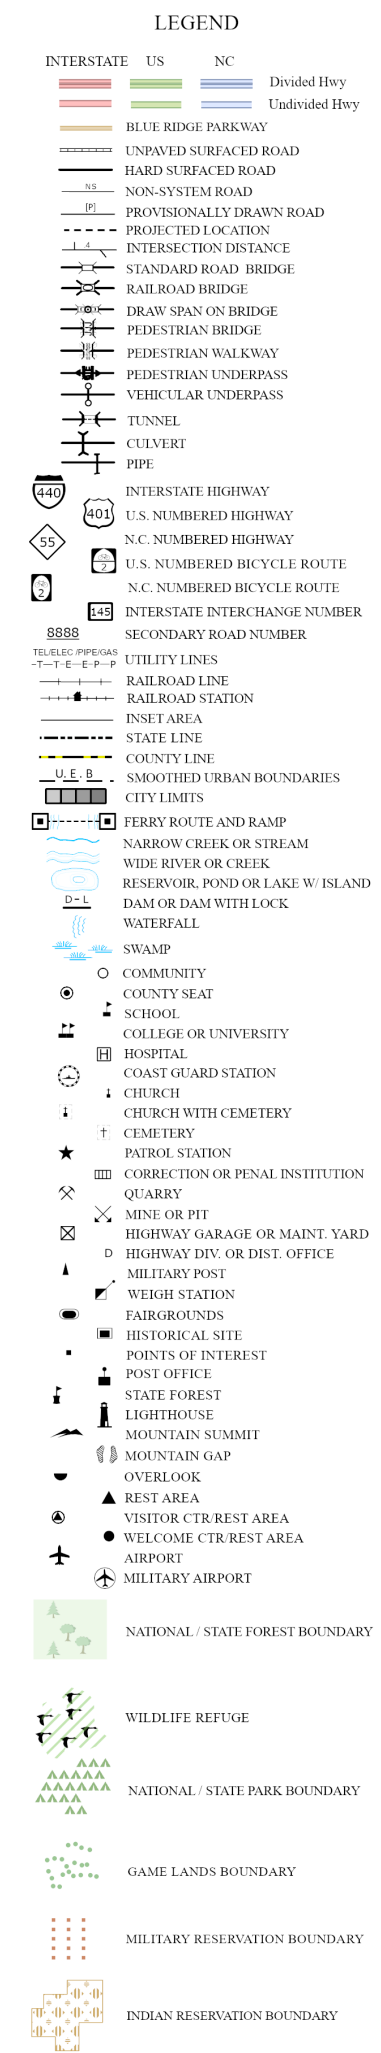 LEGEND
INTERSTATE US NC
Divided Hwy
Undivided Hwy
BLUE RIDGE PARKWAY
UNPAVED SURFACED ROAD
HARD SURFACED ROAD
NS NON-SYSTEM ROAD
[P] PROVISIONALLY DRAWN ROAD
PROJECTED LOCATION
.4 INTERSECTION DISTANCE
STANDARD ROAD BRIDGE
RAILROAD BRIDGE
DRAW SPAN ON BRIDGE
PEDESTRIAN BRIDGE
PEDESTRIAN WALKWAY
PEDESTRIAN UNDERPASS
VEHICULAR UNDERPASS
TUNNEL
CULVERT
PIPE
440 INTERSTATE HIGHWAY
401 U.S. NUMBERED HIGHWAY
55 N.C. NUMBERED HIGHWAY
2 U.S. NUMBERED BICYCLE ROUTE
2 N.C. NUMBERED BICYCLE ROUTE
145 INTERSTATE INTERCHANGE NUMBER
8888 SECONDARY ROAD NUMBER
TEL/ELEC /PIPE/GAS
–T––T–E––E–P–P UTILITY LINES
RAILROAD LINE
RAILROAD STATION
INSET AREA
STATE LINE
COUNTY LINE
U.E.B SMOOTHED URBAN BOUNDARIES
CITY LIMITS
FERRY ROUTE AND RAMP
NARROW CREEK OR STREAM
WIDE RIVER OR CREEK
RESERVOIR, POND OR LAKE W/ ISLAND
D-L DAM OR DAM WITH LOCK
WATERFALL
SWAMP
COMMUNITY
COUNTY SEAT
SCHOOL
COLLEGE OR UNIVERSITY
H HOSPITAL
COAST GUARD STATION
CHURCH
CHURCH WITH CEMETERY
CEMETERY
PATROL STATION
CORRECTION OR PENAL INSTITUTION
QUARRY
MINE OR PIT
HIGHWAY GARAGE OR MAINT. YARD
D HIGHWAY DIV. OR DIST. OFFICE
MILITARY POST
WEIGH STATION
FAIRGROUNDS
HISTORICAL SITE
POINTS OF INTEREST
POST OFFICE
STATE FOREST
LIGHTHOUSE
MOUNTAIN SUMMIT
MOUNTAIN GAP
OVERLOOK
REST AREA
VISITOR CTR/REST AREA
WELCOME CTR/REST AREA
AIRPORT
MILITARY AIRPORT
NATIONAL / STATE FOREST BOUNDARY
WILDLIFE REFUGE
NATIONAL / STATE PARK BOUNDARY
GAME LANDS BOUNDARY
MILITARY RESERVATION BOUNDARY
INDIAN RESERVATION BOUNDARY